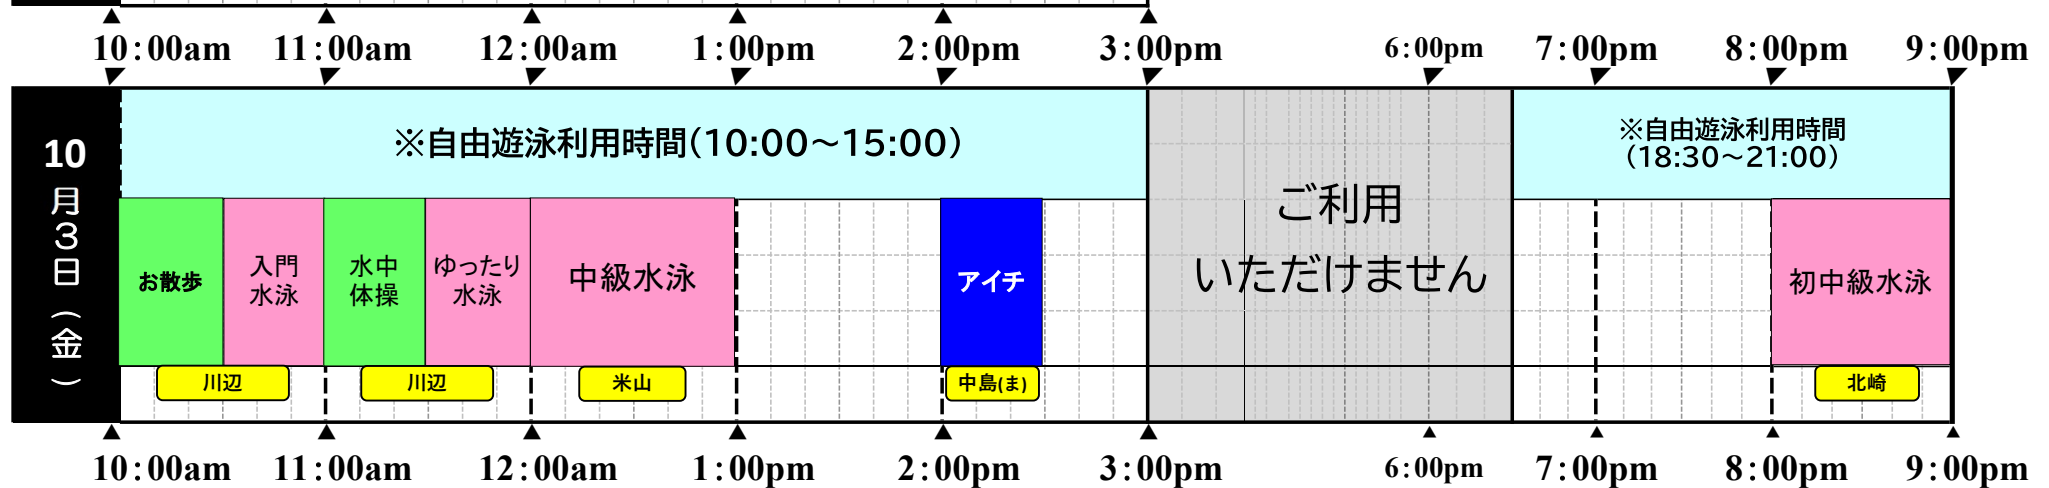 10:00am 11:00am 12:00am 1:00pm 2:00pm 3:00pm 6:00pm 7:00pm 8:00pm 9:00pm
10月3日(金)
※自由遊泳利用時間(10:00~15:00)
※自由遊泳利用時間
(18:30~21:00)
ご利用
いただけません
お散歩
入門
水泳
水中
体操
ゆったり
水泳
中級水泳
アイチ
初中級水泳
川辺
川辺
米山
中島(ま)
北崎
10:00am 11:00am 12:00am 1:00pm 2:00pm 3:00pm 6:00pm 7:00pm 8:00pm 9:00pm